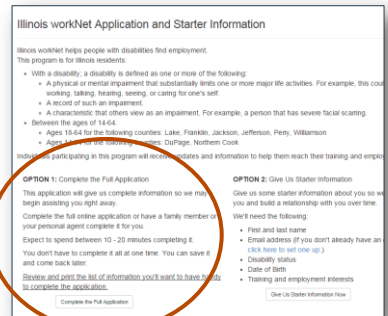 Illinois workNet Application and Starter Information
Illinois workNet helps people with disabilities find employment.
This program is for Illinois residents:
With a disability; a disability is defined as one or more of the following:
A physical or mental impairment that substantially limits one or more major life activities. For example, this coul
working, talking, hearing, seeing, or caring for one's self.
A record of such an impairment.
A characteristic that others view as an impairment. For example, a person that has severe facial scarring.
Between the ages of 14-64.
Ages 18-64 for the following counties: Lake, Franklin, Jackson, Jefferson, Perry, Williamson
Ages 14-64 for the following counties: DuPage, Northern Cook
Individuals participating in this program will receive updates and information to help them reach their training and employ
OPTION 1: Complete the Full Application
This application will give us complete information so we may
begin assisting you right away.
Complete the full online application or have a family member or
your personal agent complete it for you.
Expect to spend between 10 - 20 minutes completing it.
You don't have to complete it all at one time. You can save it
and come back later.
Review and print the list of information you'll want to have handy
to complete the application.
Complete the Full Application
OPTION 2: Give Us Starter Information
Give us some starter information about you so we
you and build a relationship with you over time.
We'll need the following:
First and last name
Email address (If you don't already have an
click here to set one up.)
Disability status
Date of Birth
Training and employment interests
Give Us Starter Information Now